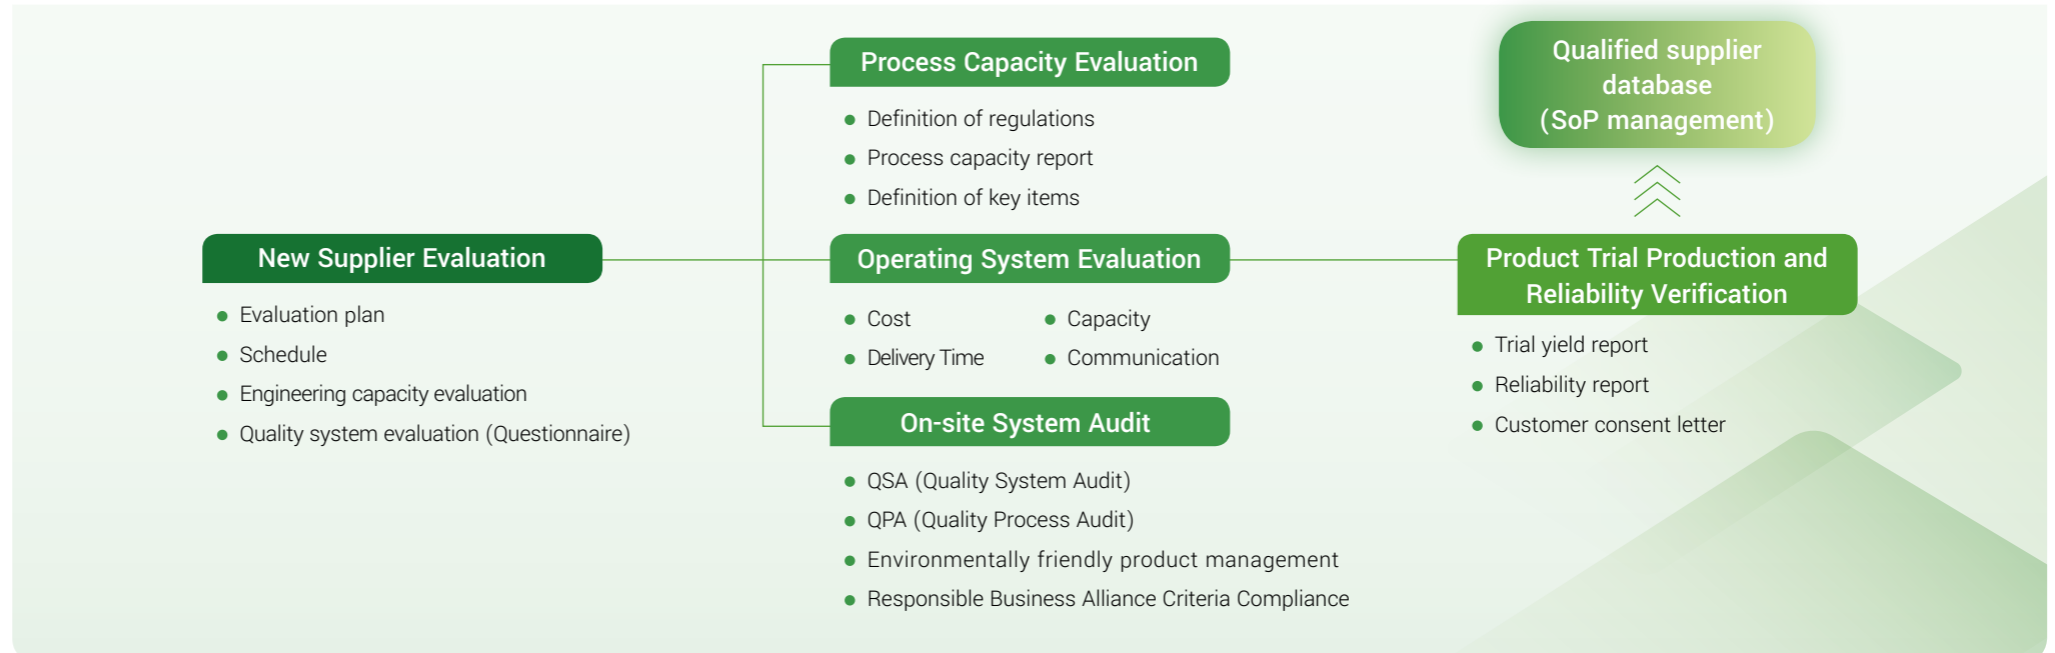 New Supplier Evaluation
Evaluation plan
Schedule
Engineering capacity evaluation
Quality system evaluation (Questionnaire)
Process Capacity Evaluation
Definition of regulations
Process capacity report
Definition of key items
Operating System Evaluation
Cost
Capacity
Delivery Time
Communication
On-site System Audit
QSA (Quality System Audit)
QPA (Quality Process Audit)
Environmentally friendly product management
Responsible Business Alliance Criteria Compliance
Product Trial Production and
Reliability Verification
Trial yield report
Reliability report
Customer consent letter
Qualified supplier
database
(SoP management)